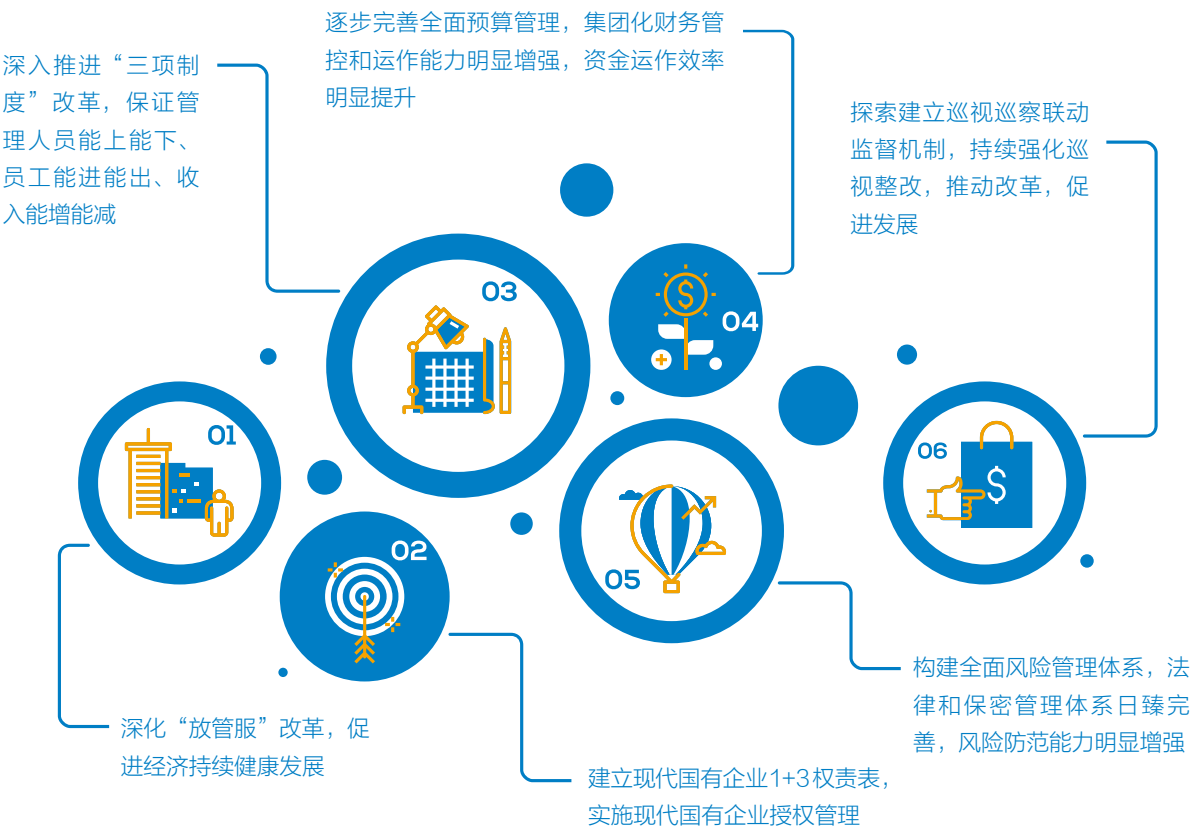 逐步完善全面预算管理，集团化财务管
控和运作能力明显增强，资金运作效率
明显提升
深入推进“三项制
度”改革，保证管
理人员能上能下、
员工能进能出、收
入能增能减
探索建立巡视巡察联动
监督机制，持续强化巡
视整改，推动改革，促
进发展
03
04
01
06
02
05
构建全面风险管理体系，法
律和保密管理体系日臻完
善，风险防范能力明显增强
深化“放管服”改革，促
进经济持续健康发展
建立现代国有企业1+3权责表，
实施现代国有企业授权管理